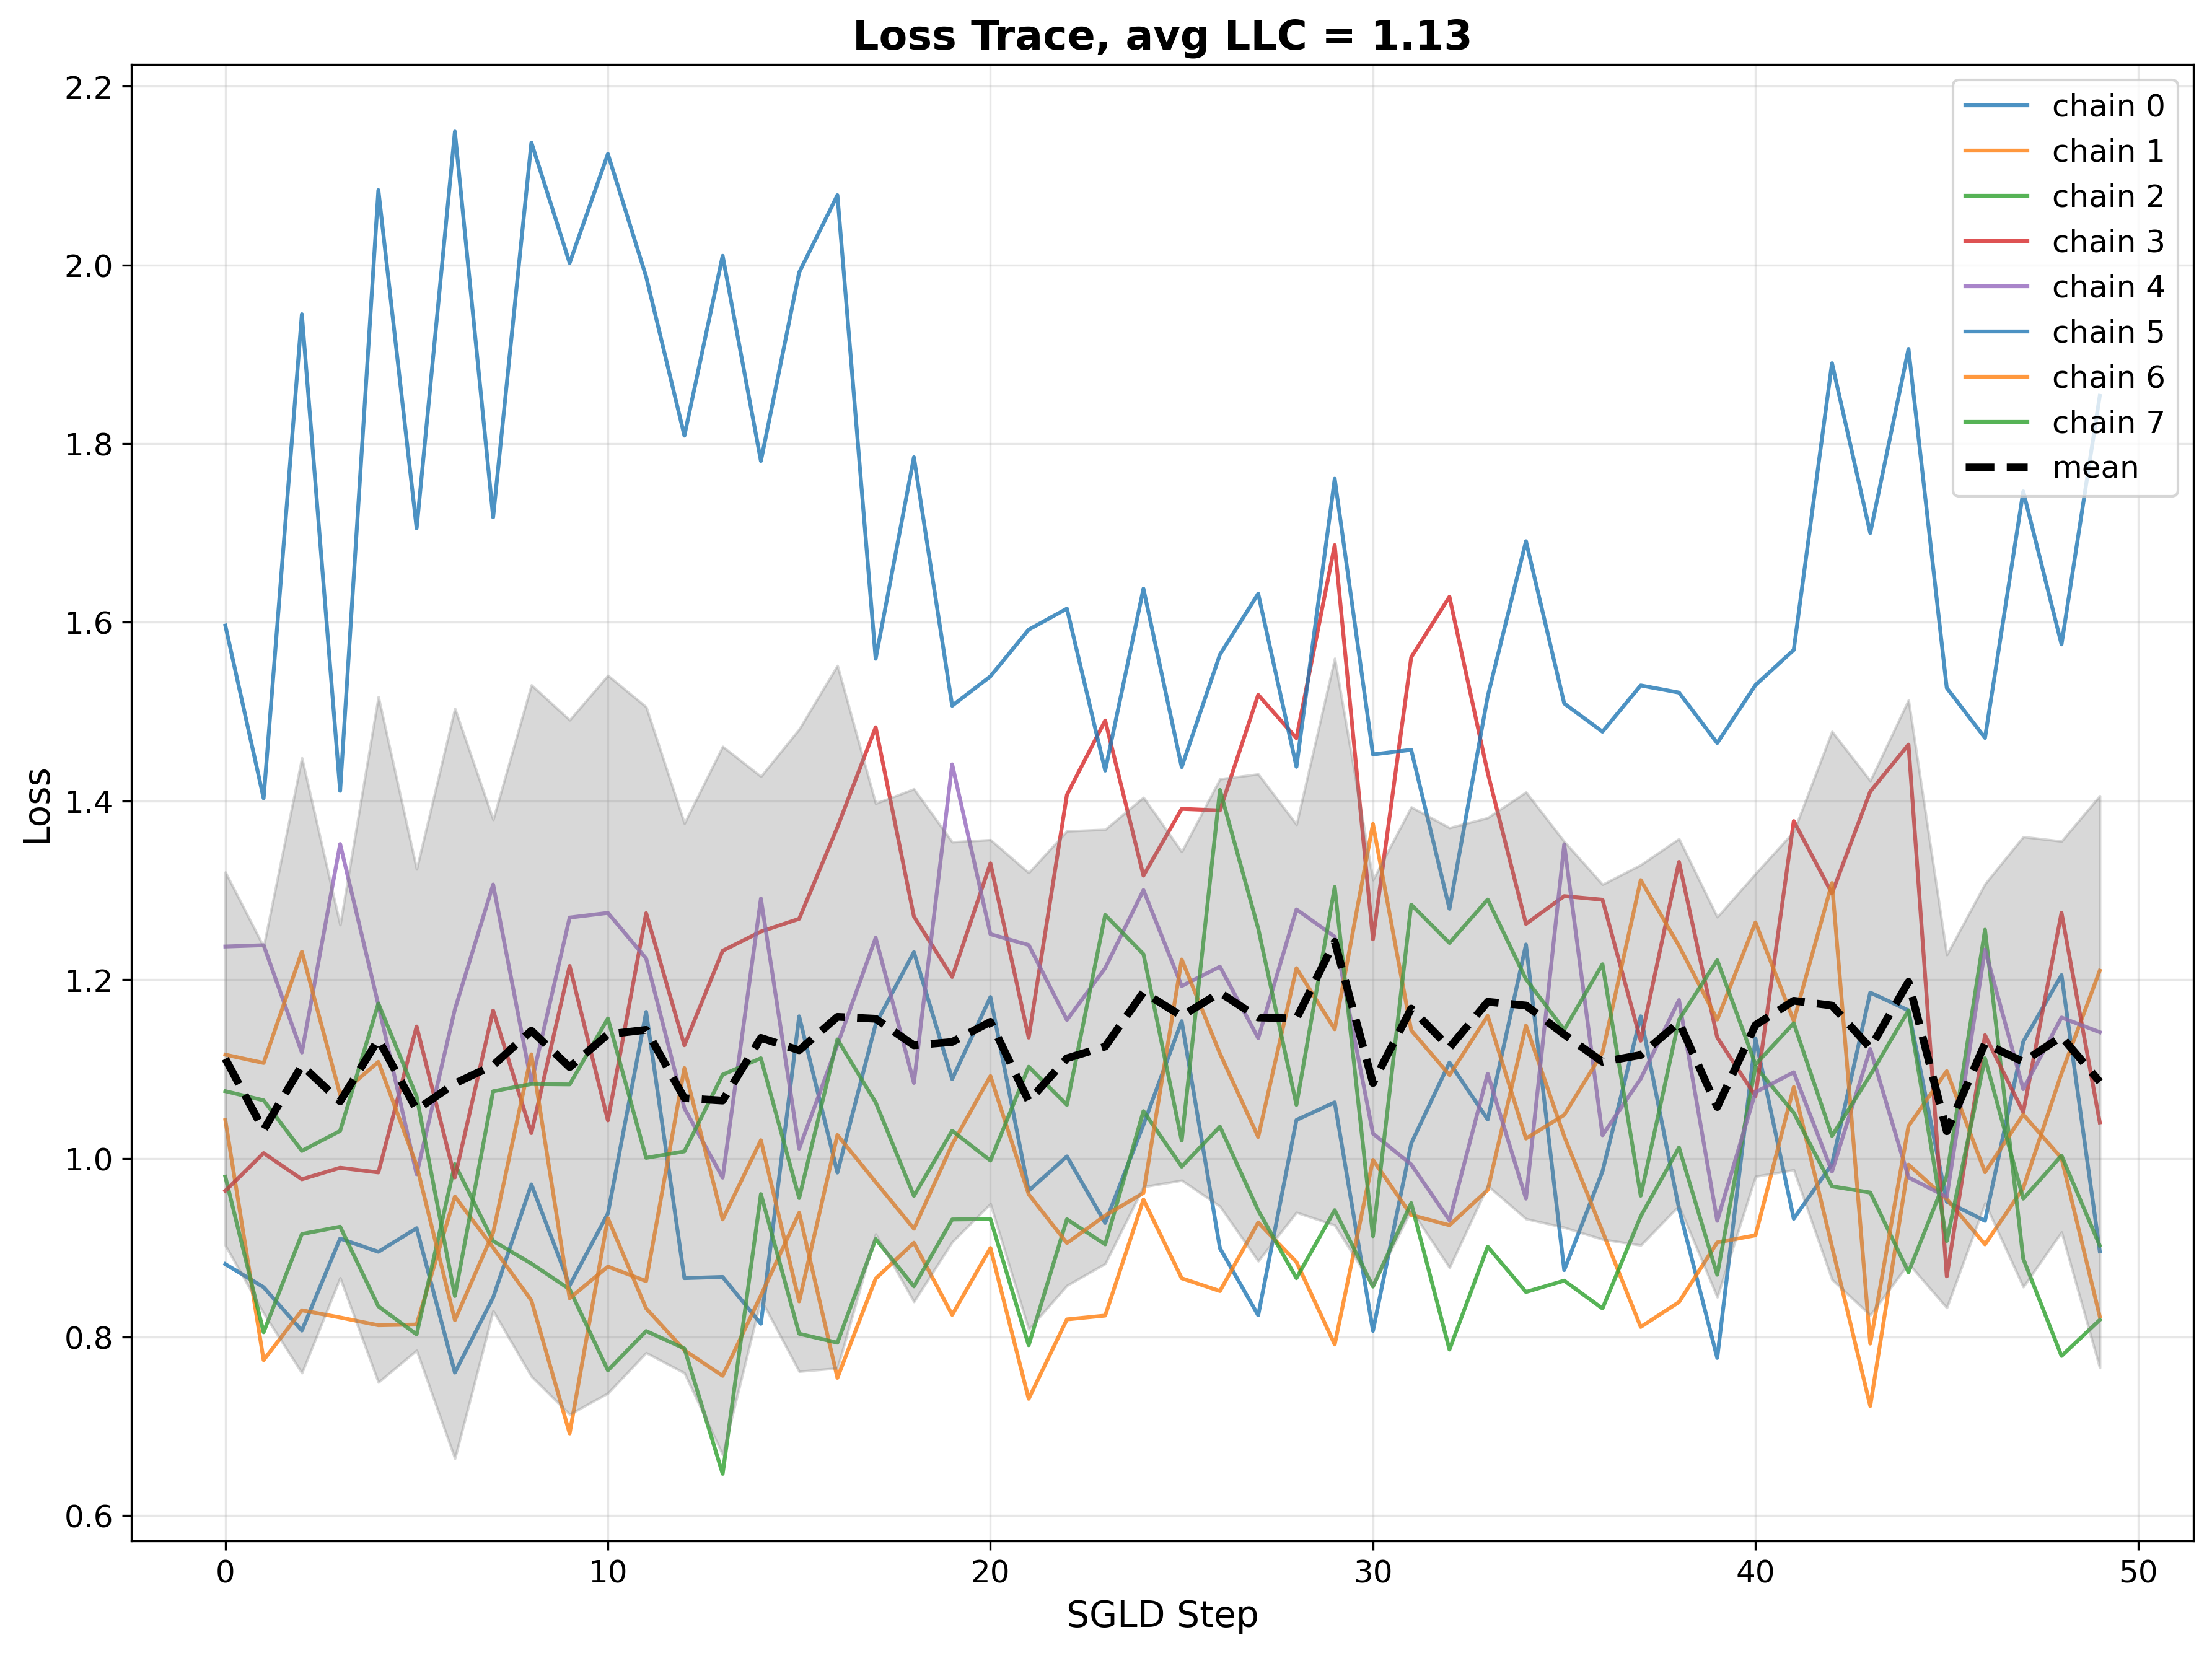 Loss Trace, avg LLC = 1.13
2.2
2.0
1.8
1.6
1.4
1.2
1.0
0.8
0.6
Loss
0 10 20 30 40 50
SGLD Step
chain 0
chain 1
chain 2
chain 3
chain 4
chain 5
chain 6
chain 7
mean